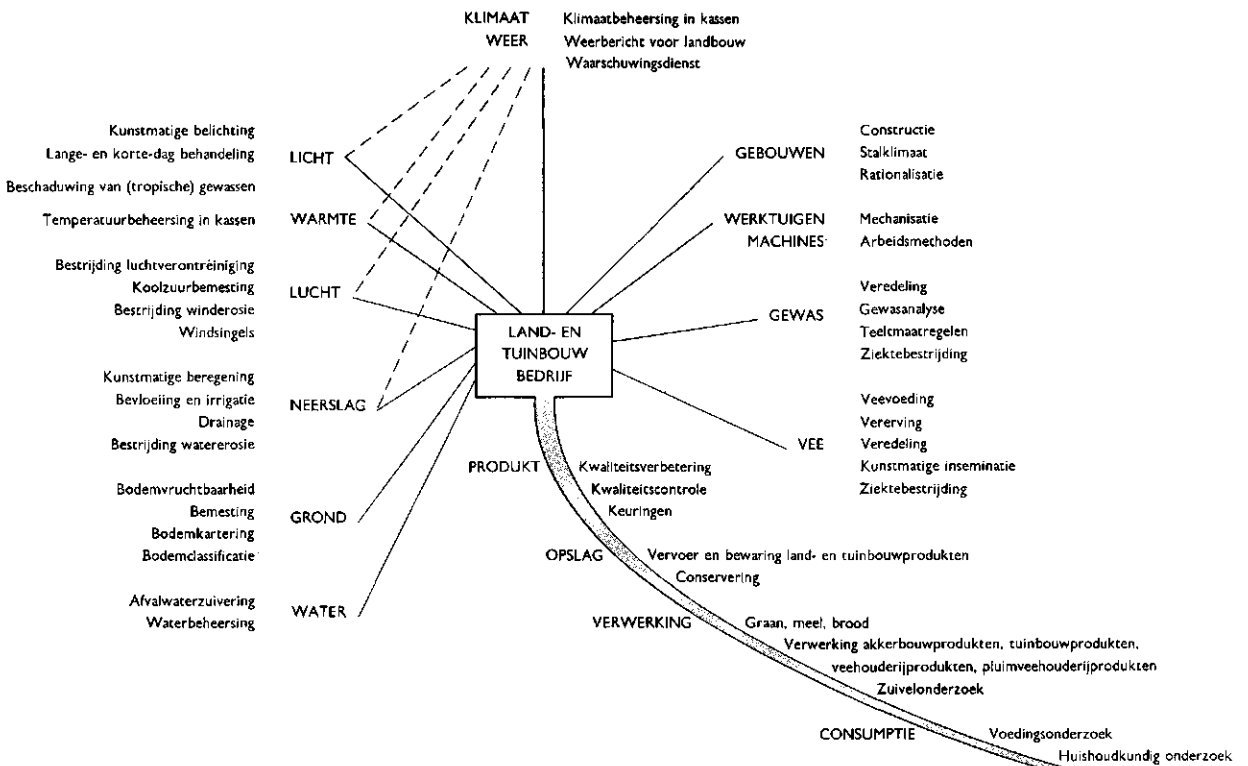 KLIMAAT Klimaatbeheersing in kassen
WEER Weerbericht voor landbouw
Waarschuwingsdienst
Kunstmatige belichting
Lange- en korte-dag behandeling
LICHT
Beschaduwing van (tropische) gewassen
Temperatuurbeheersing in kassen
WARMTE
Bestrijding luchtverontreiniging
Koolzuurbemesting
LUCHT
Bestrijding winderosie
Windsingels
Kunstmatige beregening
Bevloeiing en irrigatie
NEERSLAG
Drainage
Bestrijding watererosie
Bodemvruchtbaarheid
Bemesting
GROND
Bodemkartering
Bodemclassificatie
Afvalwaterzuivering
WATER
Waterbeheersing
LAND- EN
TUINBOUW
BEDRIJF
Constructie
GEBOUWEN Stalklimaat
Rationalisatie
WERKTUIGEN Mechanisatie
MACHINES Arbeidsmethoden
Veredeling
GEWAS Gewasanalyse
Teeltmaatregelen
Ziektebestrijding
Veevoeding
Vererving
VEE Veredeling
Kunstmatige inseminatie
Ziektebestrijding
PRODUKT Kwaliteitsverbetering
Kwaliteitscontrole
Keuringen
OPSLAG Vervoer en bewaring land- en tuinbouwprodukten
Conservering
VERWERKING Graan, meel, brood
Verwerking akkerbouwprodukten, tuinbouwprodukten,
veehouderijprodukten, pluimveehouderijprodukten
Zuivelonderzoek
CONSUMPTIE Voedingsonderzoek
Huishoudkundig onderzoek